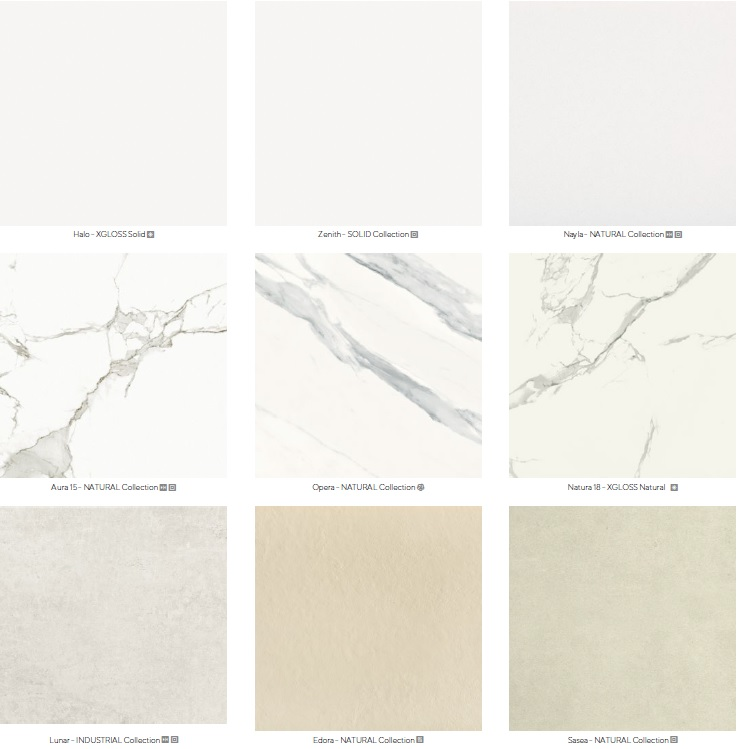 Halo - XGLOSS Solid
Zenith - SOLID Collection
Nayla - NATURAL Collection
Aura 15 - NATURAL Collection
Opera - NATURAL Collection
Natura 18 - XGLOSS Natural
Lunar - INDUSTRIAL Collection
Edora - NATURAL Collection
Sasea - NATURAL Collection